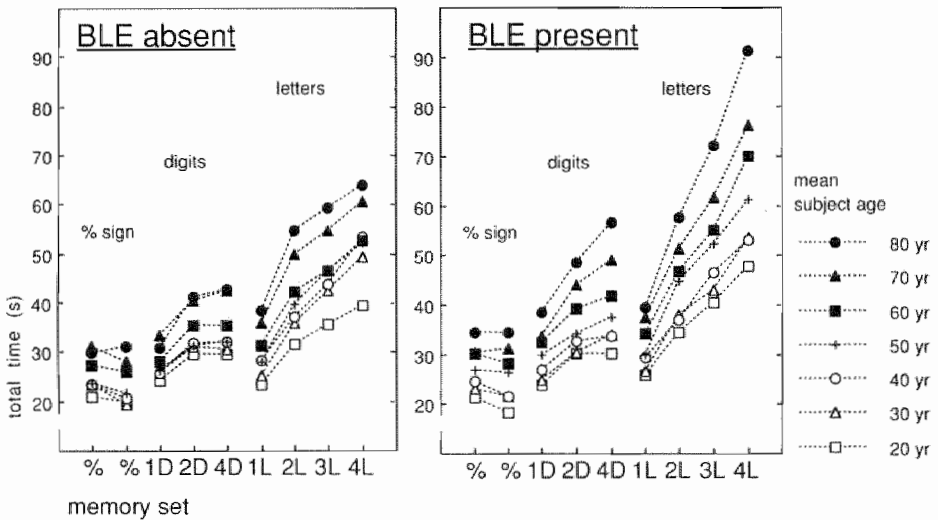 BLE absent
BLE present
90
80
70
60
50
40
30
20
total time (s)
letters
digits
% sign
% % 1D 2D 4D 1L 2L 3L 4L
memory set
90
80
70
60
50
40
30
20
letters
digits
% sign
% % 1D 2D 4D 1L 2L 3L 4L
mean
subject age
80 yr
70 yr
60 yr
50 yr
40 yr
30 yr
20 yr